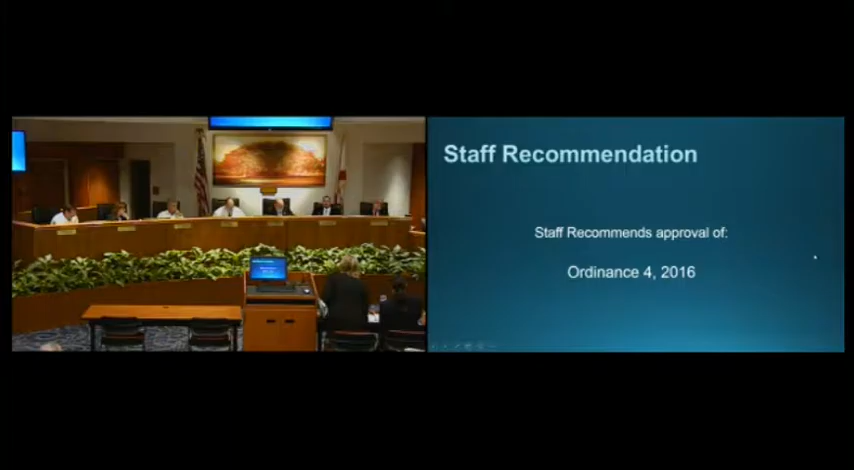 Staff Recommendation
Staff Recommends approval of:
Ordinance 4, 2016